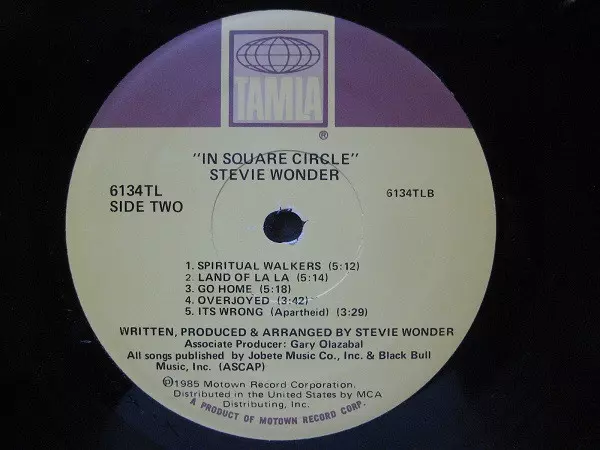 TAMLA
®
"IN SQUARE CIRCLE"
STEVIE WONDER
6134TL
SIDE TWO
6134TLB
1. SPIRITUAL WALKERS (5:12)
2. LAND OF LA LA (5:14)
3. GO HOME (5:18)
4. OVERJOYED (3:42)
5. ITS WRONG (Apartheid) (3:29)
WRITTEN, PRODUCED & ARRANGED BY STEVIE WONDER
Associate Producer: Gary Olazabal
All songs published by Jobete Music Co., Inc. & Black Bull
Music, Inc. (ASCAP)
℗1985 Motown Record Corporation.
Distributed in the United States by MCA
Distributing, Inc.
A PRODUCT OF MOTOWN RECORD CORP.